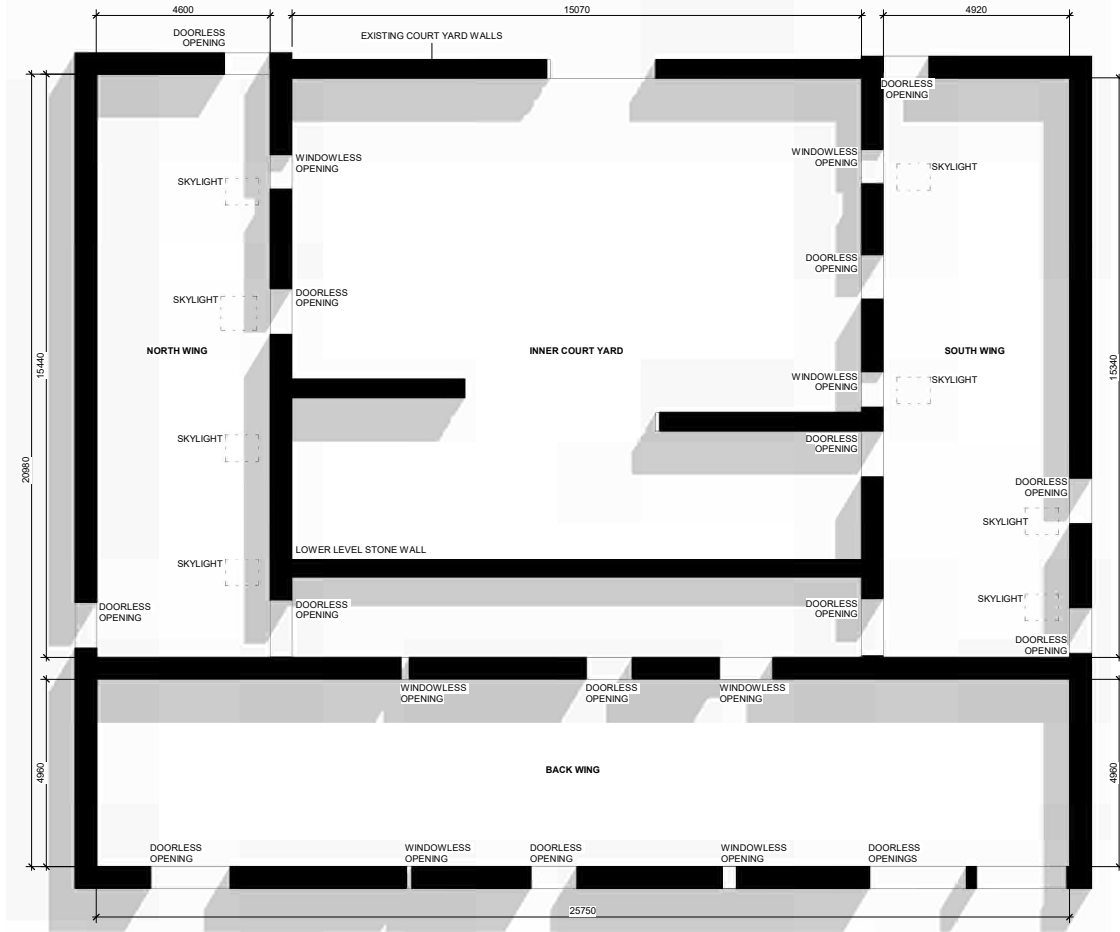 4600
15070
4920
DOORLESS
OPENING
EXISTING COURT YARD WALLS
DOORLESS
OPENING
WINDOWLESS
OPENING
WINDOWLESS
OPENING
SKYLIGHT
SKYLIGHT
DOORLESS
OPENING
SKYLIGHT
DOORLESS
OPENING
NORTH WING
INNER COURT YARD
SOUTH WING
15440
15340
WINDOWLESS
OPENING
SKYLIGHT
SKYLIGHT
DOORLESS
OPENING
20980
DOORLESS
OPENING
SKYLIGHT
LOWER LEVEL STONE WALL
SKYLIGHT
SKYLIGHT
DOORLESS
OPENING
DOORLESS
OPENING
DOORLESS
OPENING
DOORLESS
OPENING
WINDOWLESS
OPENING
DOORLESS
OPENING
WINDOWLESS
OPENING
4960
BACK WING
4960
DOORLESS
OPENING
WINDOWLESS
OPENING
DOORLESS
OPENING
WINDOWLESS
OPENING
DOORLESS
OPENINGS
25750